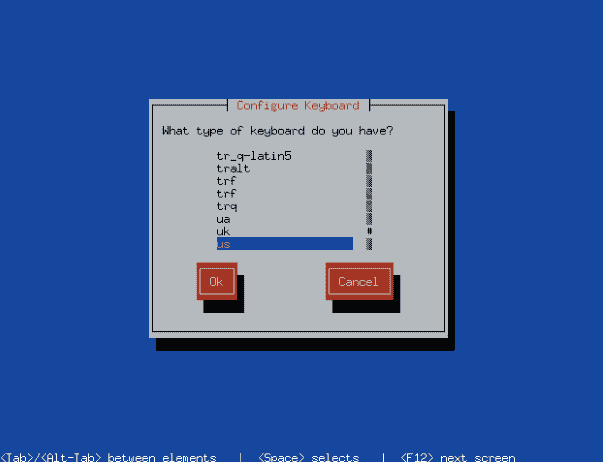 Configure Keyboard
What type of keyboard do you have?
tr_q-latin5
tralt
trf
trf
trq
ua
uk #
us
Ok Cancel
<Tab>/<Alt-Tab> between elements | <Space> selects | <F12> next screen